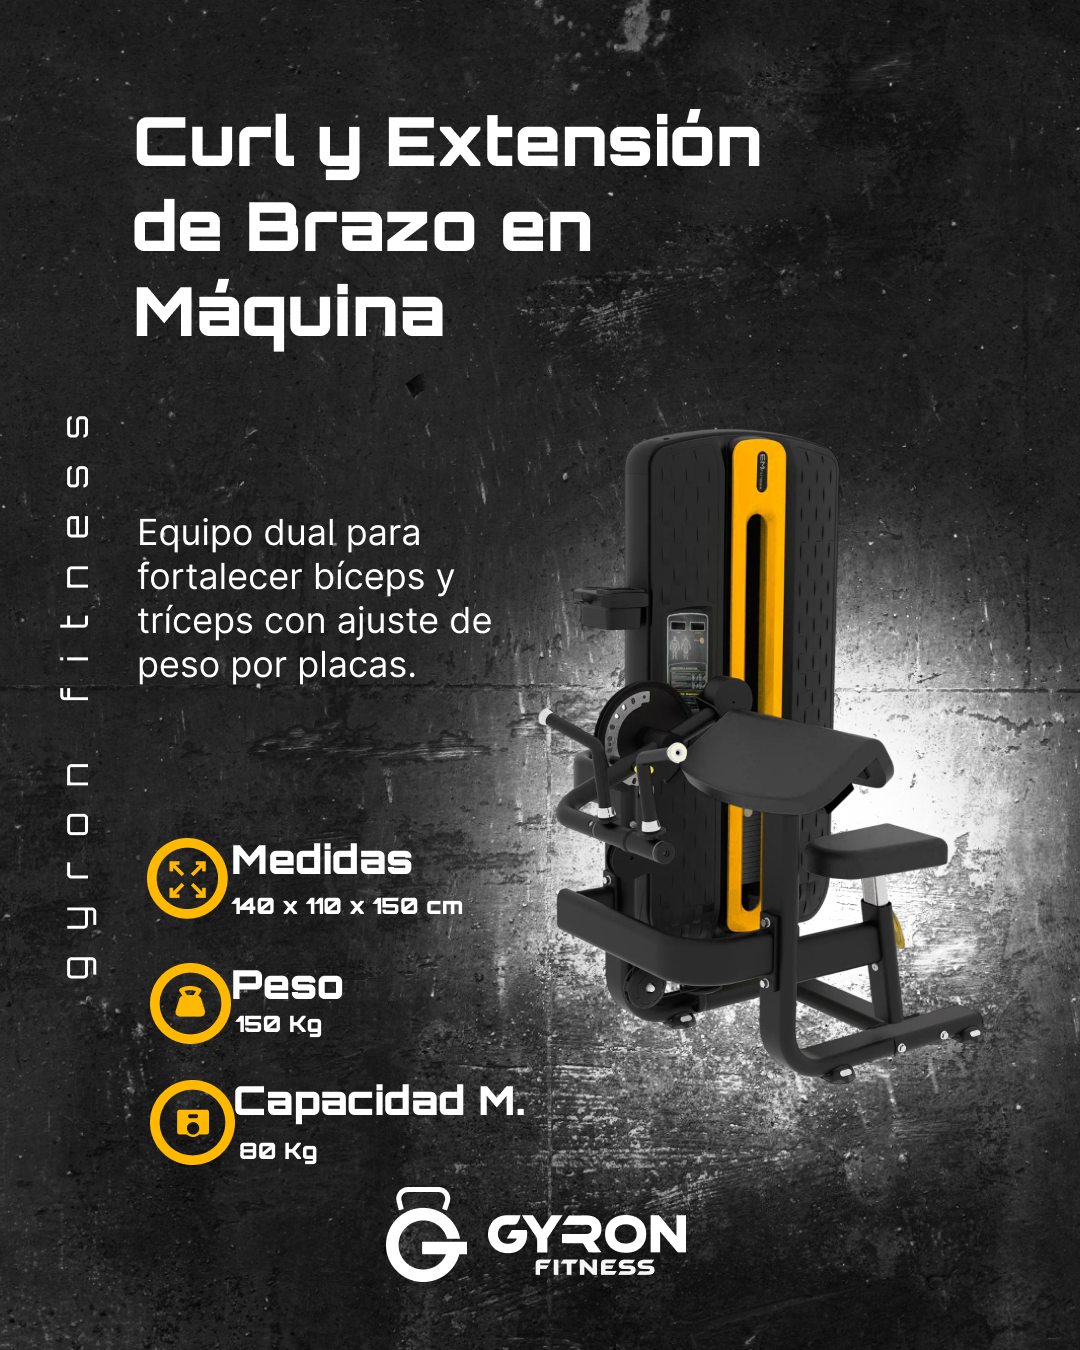 Curl y Extensión
de Brazo en
Máquina
gyron fitness
Equipo dual para
fortalecer bíceps y
tríceps con ajuste de
peso por placas.
Medidas
140 x 110 x 150 cm
Peso
150 Kg
Capacidad M.
80 Kg
GYRON
FITNESS